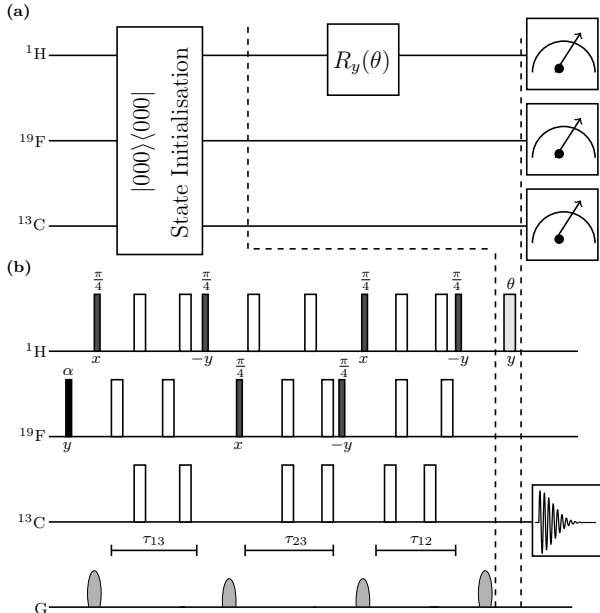 (a)
¹H
|000⟩⟨000|
State Initialisation
R_y(θ)
¹⁹F
¹³C
(b)
π/4 π/4 π/4 π/4 θ
¹H
x −y x −y y
α π/4 π/4
¹⁹F
y x −y
¹³C
τ₁₃ τ₂₃ τ₁₂
G